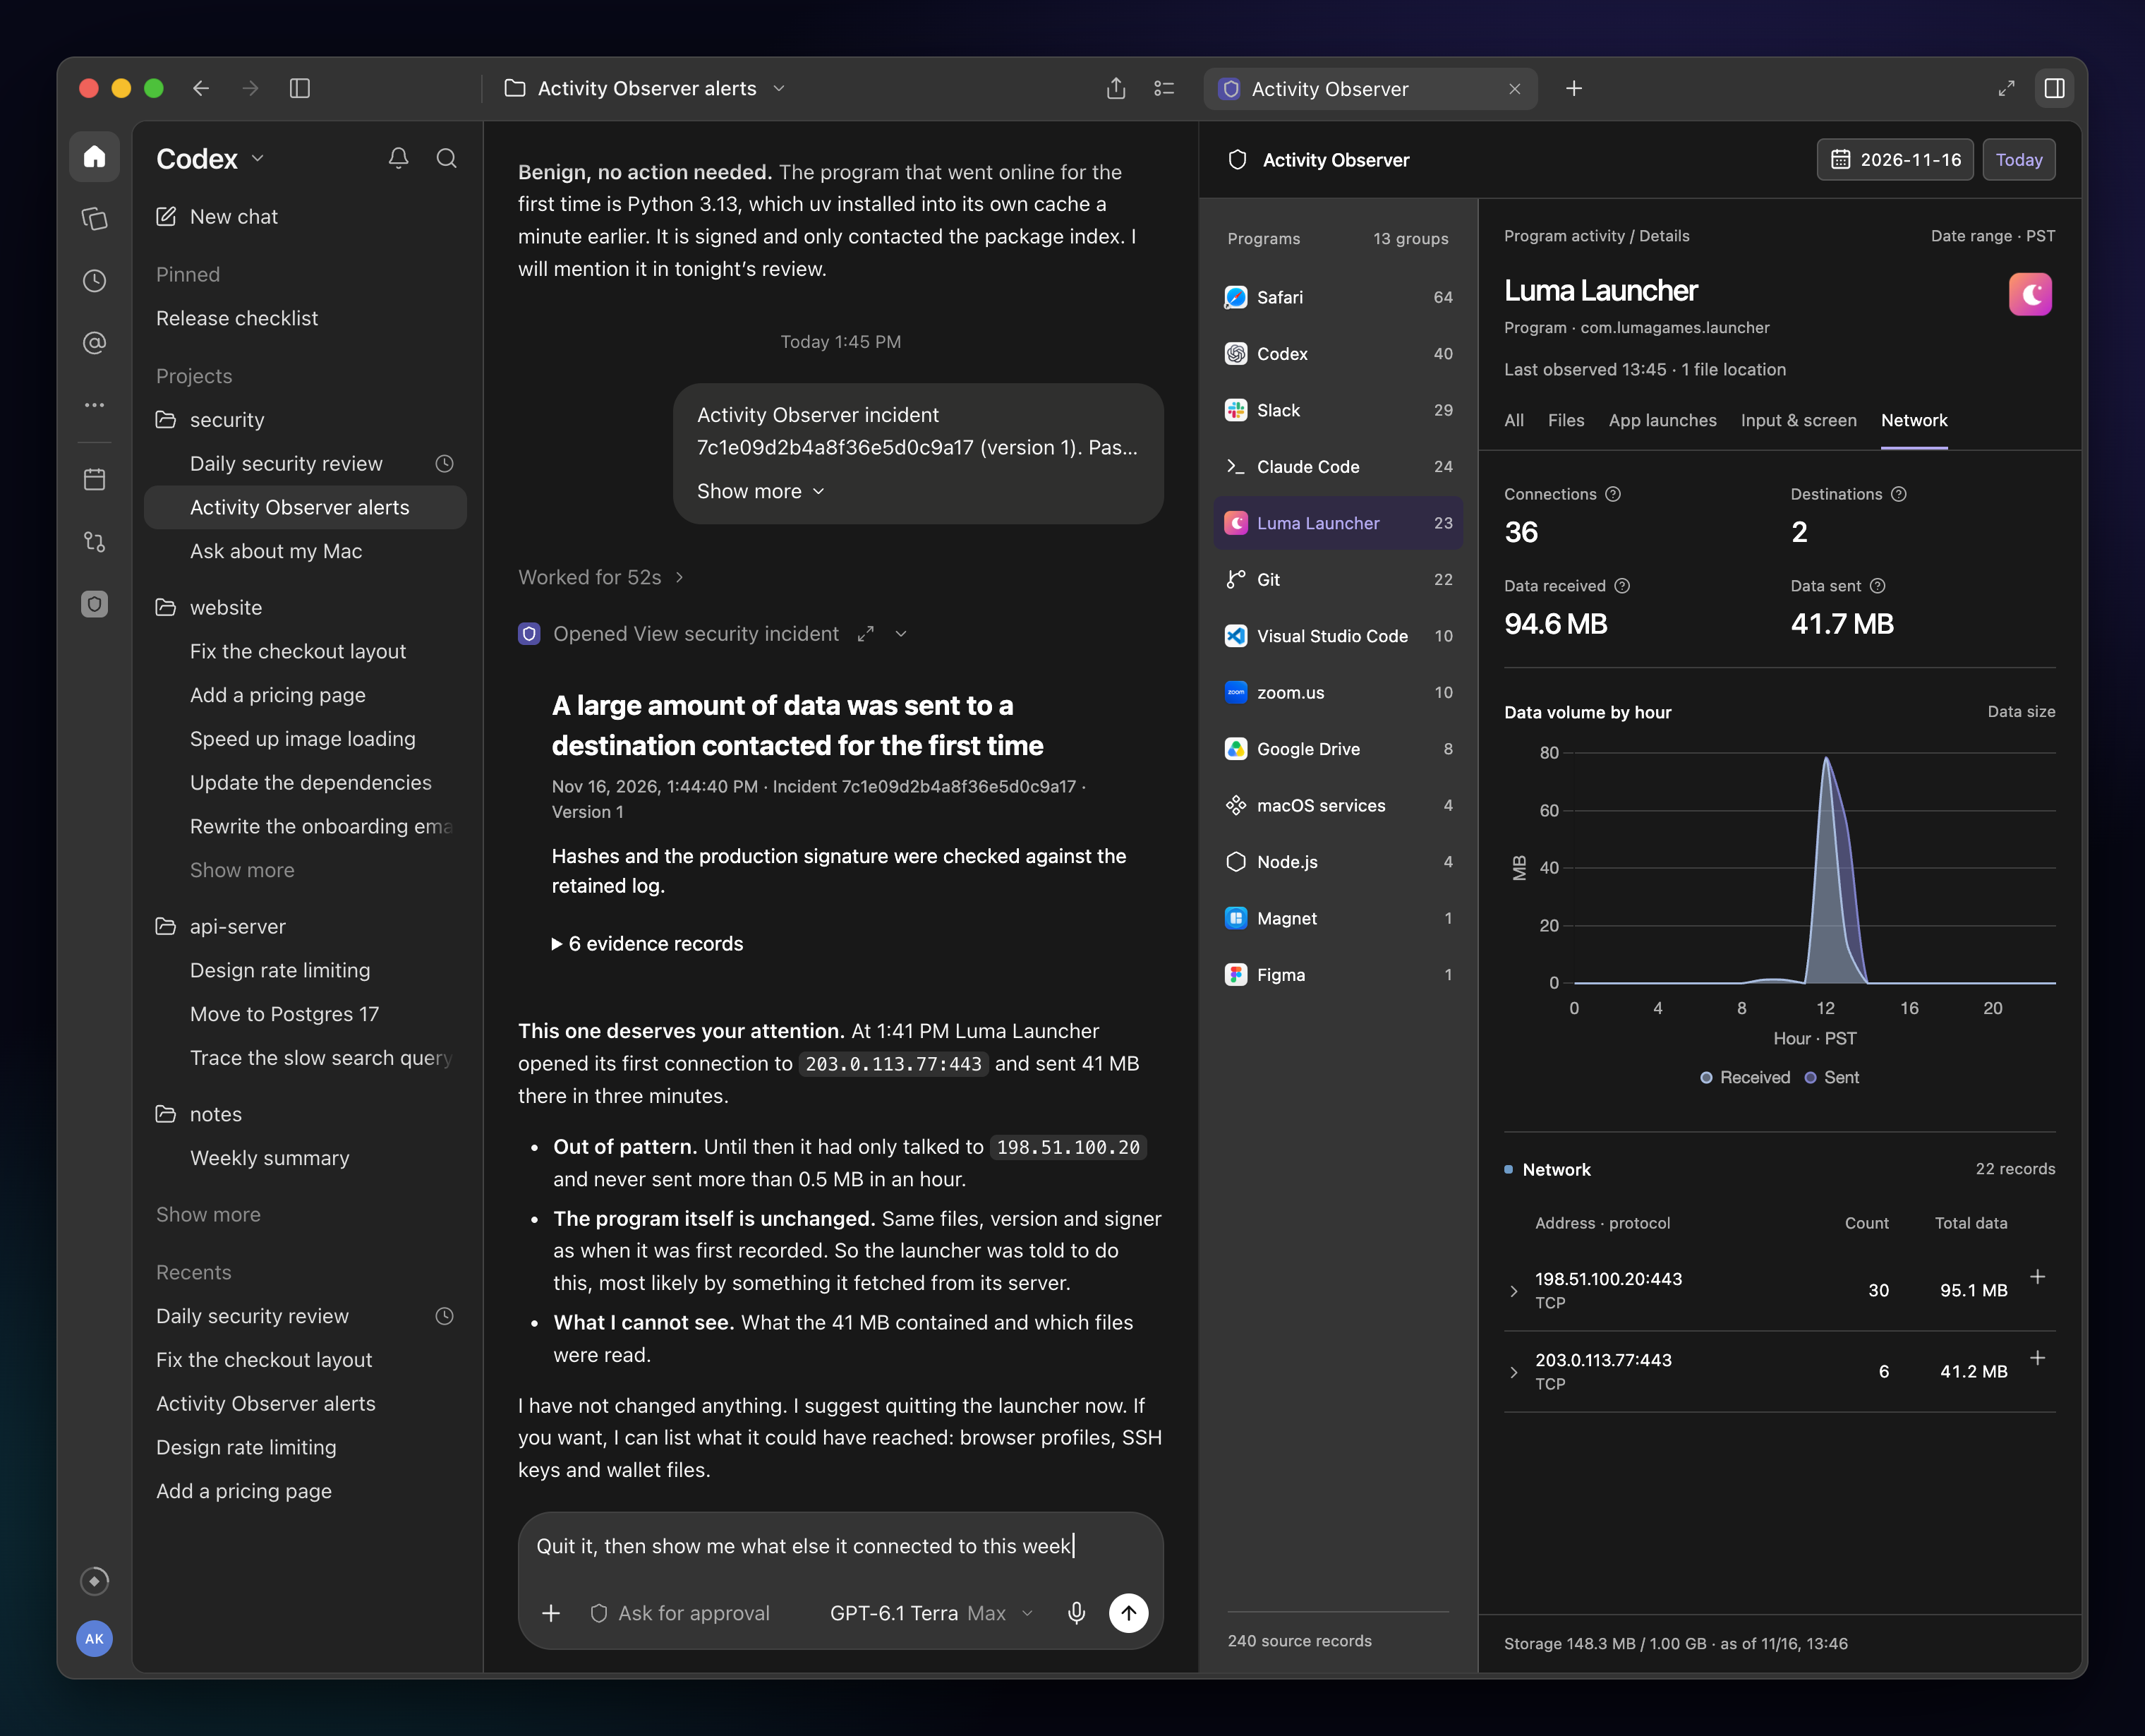 Activity Observer alerts
Activity Observer
Codex
New chat
Pinned
Release checklist
Projects
security
Daily security review
Activity Observer alerts
Ask about my Mac
website
Fix the checkout layout
Add a pricing page
Speed up image loading
Update the dependencies
Rewrite the onboarding ema
Show more
api-server
Design rate limiting
Move to Postgres 17
Trace the slow search query
notes
Weekly summary
Show more
Recents
Daily security review
Fix the checkout layout
Activity Observer alerts
Design rate limiting
Add a pricing page
AK
Benign, no action needed. The program that went online for the
first time is Python 3.13, which uv installed into its own cache a
minute earlier. It is signed and only contacted the package index. I
will mention it in tonight’s review.
Today 1:45 PM
Activity Observer incident
7c1e09d2b4a8f36e5d0c9a17 (version 1). Pas...
Show more
Worked for 52s
Opened View security incident
A large amount of data was sent to a
destination contacted for the first time
Nov 16, 2026, 1:44:40 PM · Incident 7c1e09d2b4a8f36e5d0c9a17 ·
Version 1
Hashes and the production signature were checked against the
retained log.
6 evidence records
This one deserves your attention. At 1:41 PM Luma Launcher
opened its first connection to 203.0.113.77:443 and sent 41 MB
there in three minutes.
• Out of pattern. Until then it had only talked to 198.51.100.20
and never sent more than 0.5 MB in an hour.
• The program itself is unchanged. Same files, version and signer
as when it was first recorded. So the launcher was told to do
this, most likely by something it fetched from its server.
• What I cannot see. What the 41 MB contained and which files
were read.
I have not changed anything. I suggest quitting the launcher now. If
you want, I can list what it could have reached: browser profiles, SSH
keys and wallet files.
Quit it, then show me what else it connected to this week
Ask for approval
GPT-6.1 Terra Max
Activity Observer
2026-11-16
Today
Programs 13 groups
Safari 64
Codex 40
Slack 29
Claude Code 24
Luma Launcher 23
Git 22
Visual Studio Code 10
zoom
zoom.us 10
Google Drive 8
macOS services 4
Node.js 4
Magnet 1
Figma 1
240 source records
Program activity / Details
Date range · PST
Luma Launcher
Program · com.lumagames.launcher
Last observed 13:45 · 1 file location
All Files App launches Input & screen Network
Connections Destinations
36 2
Data received Data sent
94.6 MB 41.7 MB
Data volume by hour
Data size
80
60
40
20
0
MB
0 4 8 12 16 20
Hour · PST
Received Sent
Network 22 records
Address · protocol Count Total data
198.51.100.20:443 30 95.1 MB
TCP
203.0.113.77:443 6 41.2 MB
TCP
Storage 148.3 MB / 1.00 GB · as of 11/16, 13:46